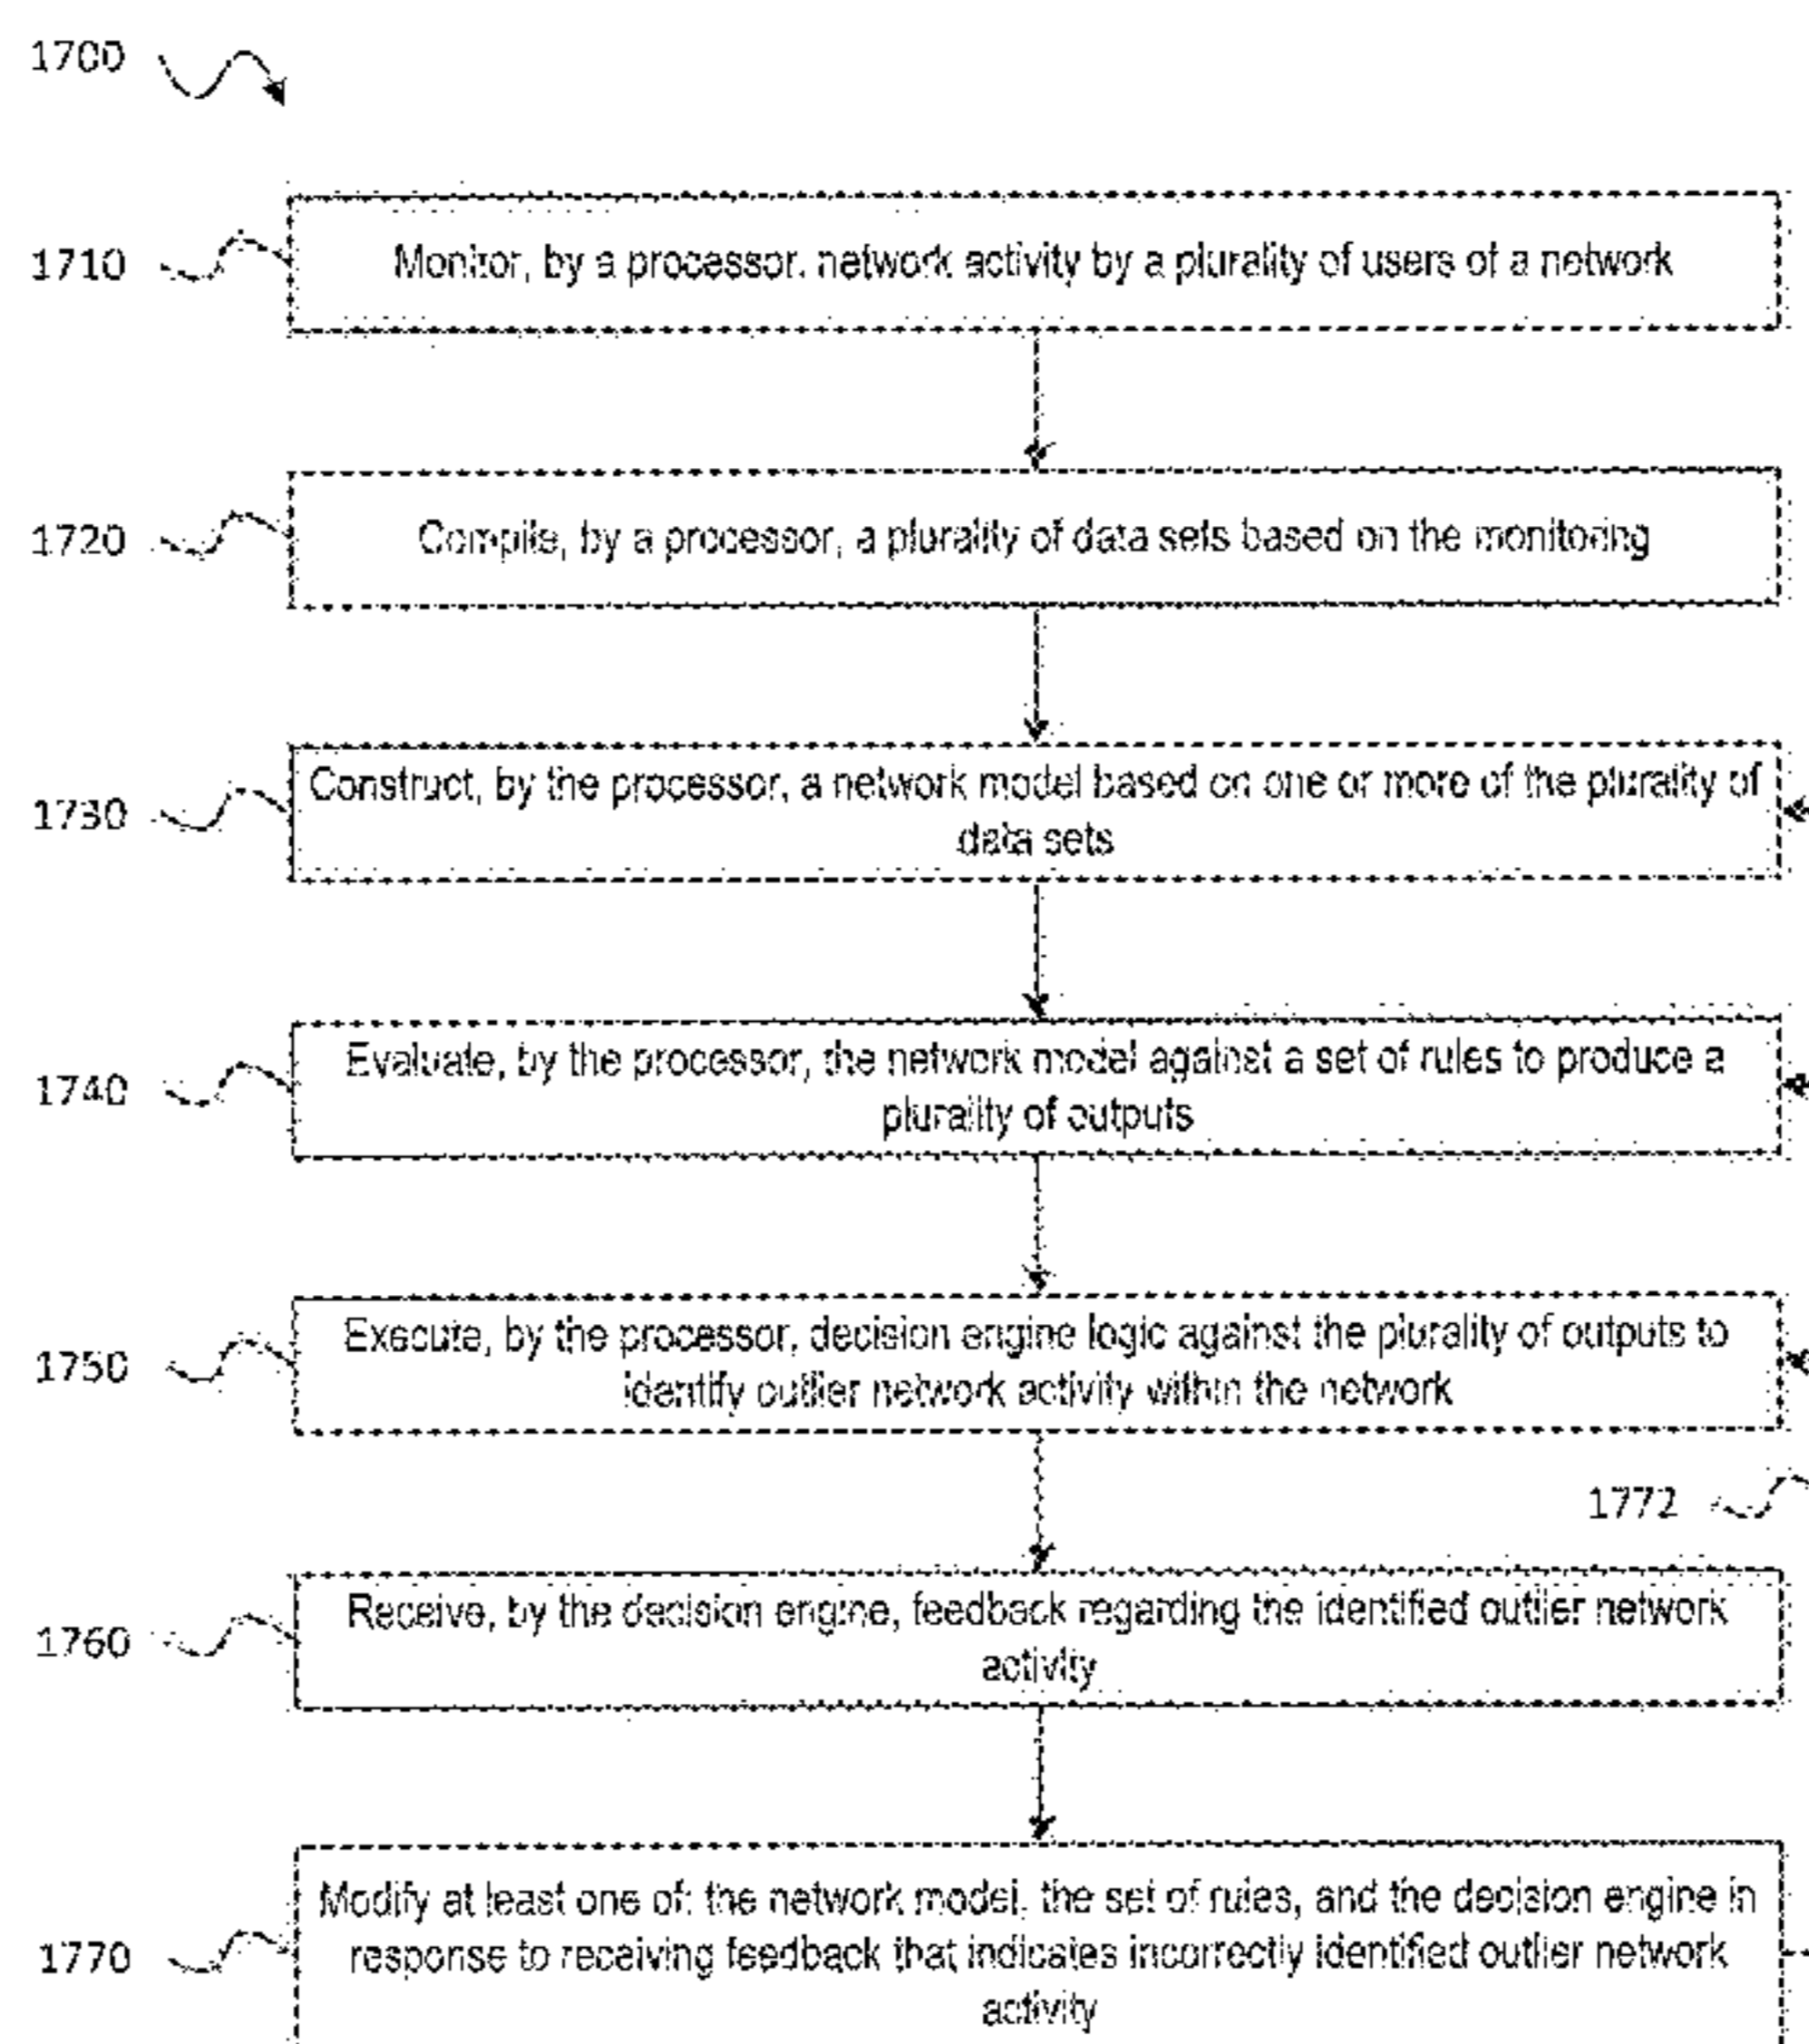 1700
1710
Monitor, by a processor, network activity by a plurality of users of a network
1720
Compile, by a processor, a plurality of data sets based on the monitoring
1730
Construct, by the processor, a network model based on one or more of the plurality of
data sets
1740
Evaluate, by the processor, the network model against a set of rules to produce a
plurality of outputs
1750
Execute, by the processor, decision engine logic against the plurality of outputs to
identify outlier network activity within the network
1772
1760
Receive, by the decision engine, feedback regarding the identified outlier network
activity
1770
Modify at least one of: the network model, the set of rules, and the decision engine in
response to receiving feedback that indicates incorrectly identified outlier network
activity